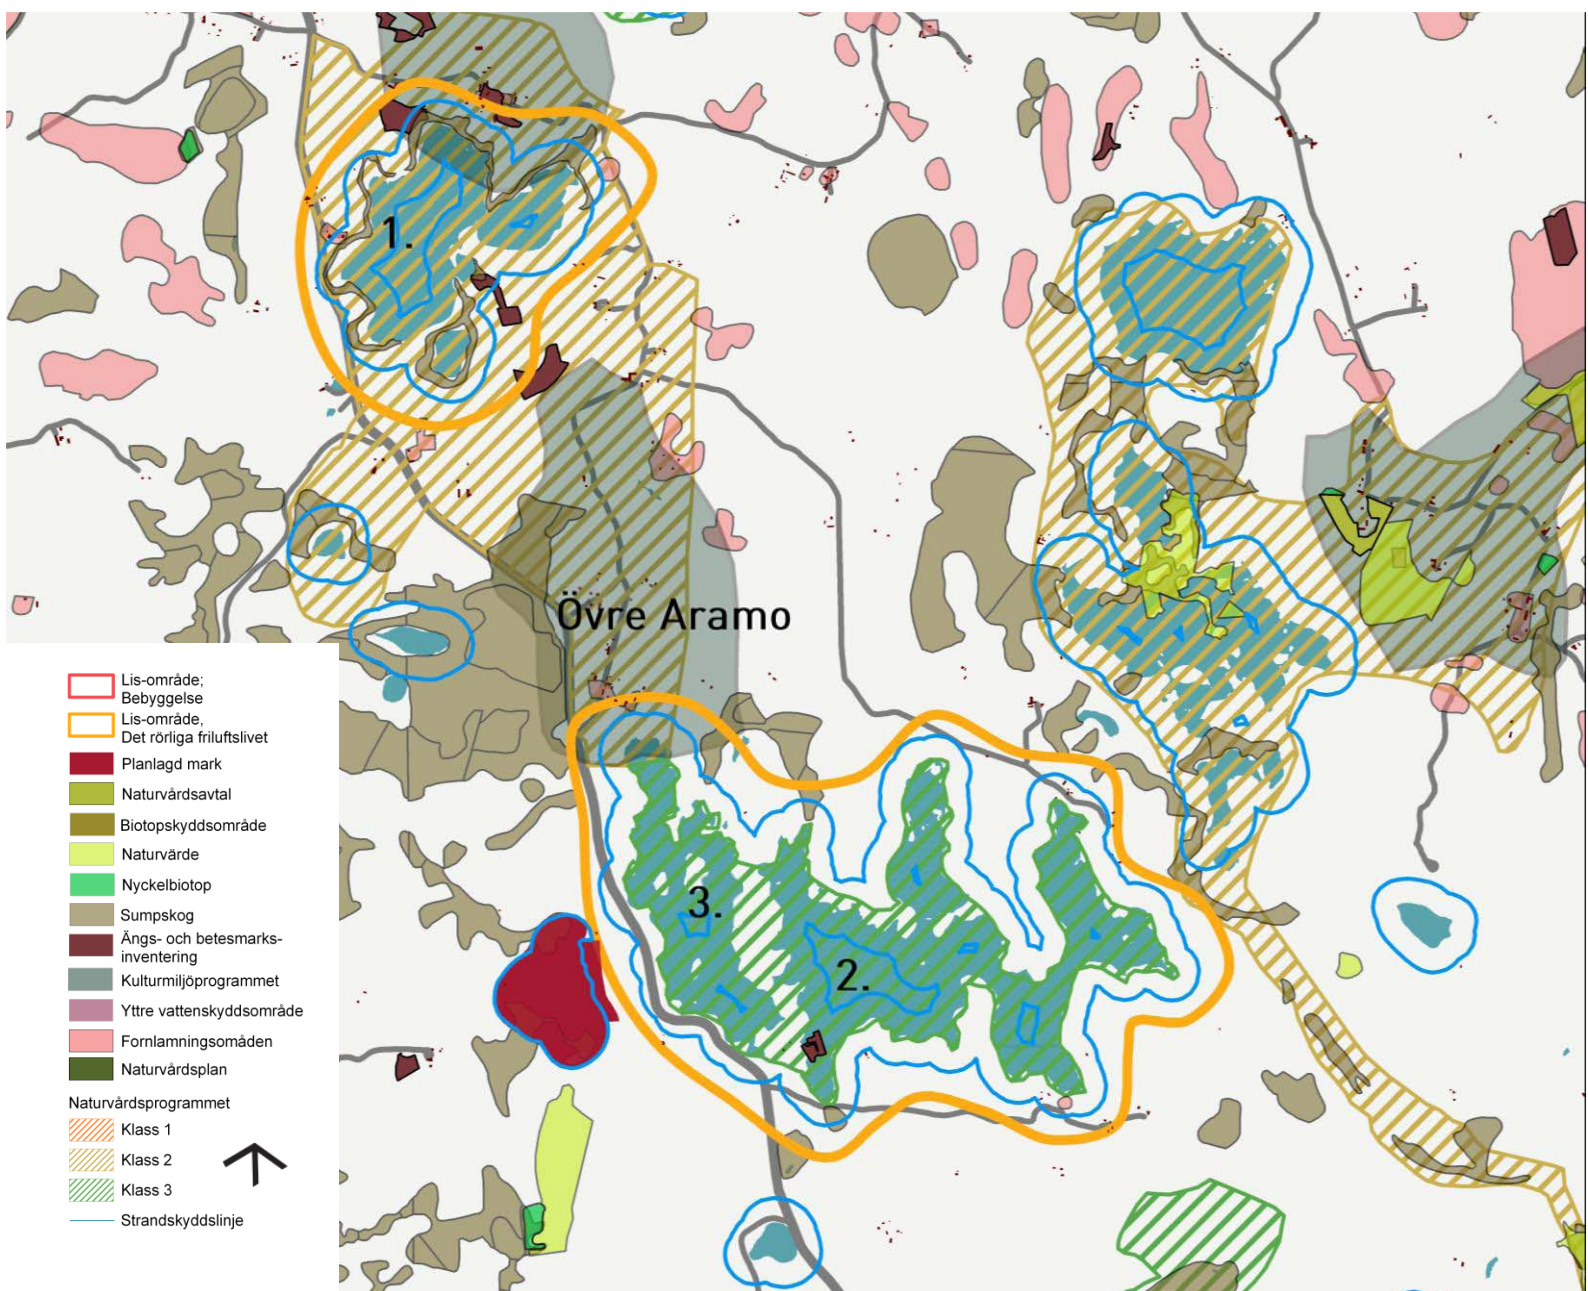 1.
Övre Aramo
3.
2.
Lis-område;
Bebyggelse
Lis-område,
Det rörliga friluftslivet
Planlagd mark
Naturvårdsavtal
Biotopskyddsområde
Naturvärde
Nyckelbiotop
Sumpskog
Ängs- och betesmarks-
inventering
Kulturmiljöprogrammet
Yttre vattenskyddsområde
Fornlamningsomåden
Naturvårdsplan
Naturvårdsprogrammet
Klass 1
Klass 2
Klass 3
Strandskyddslinje